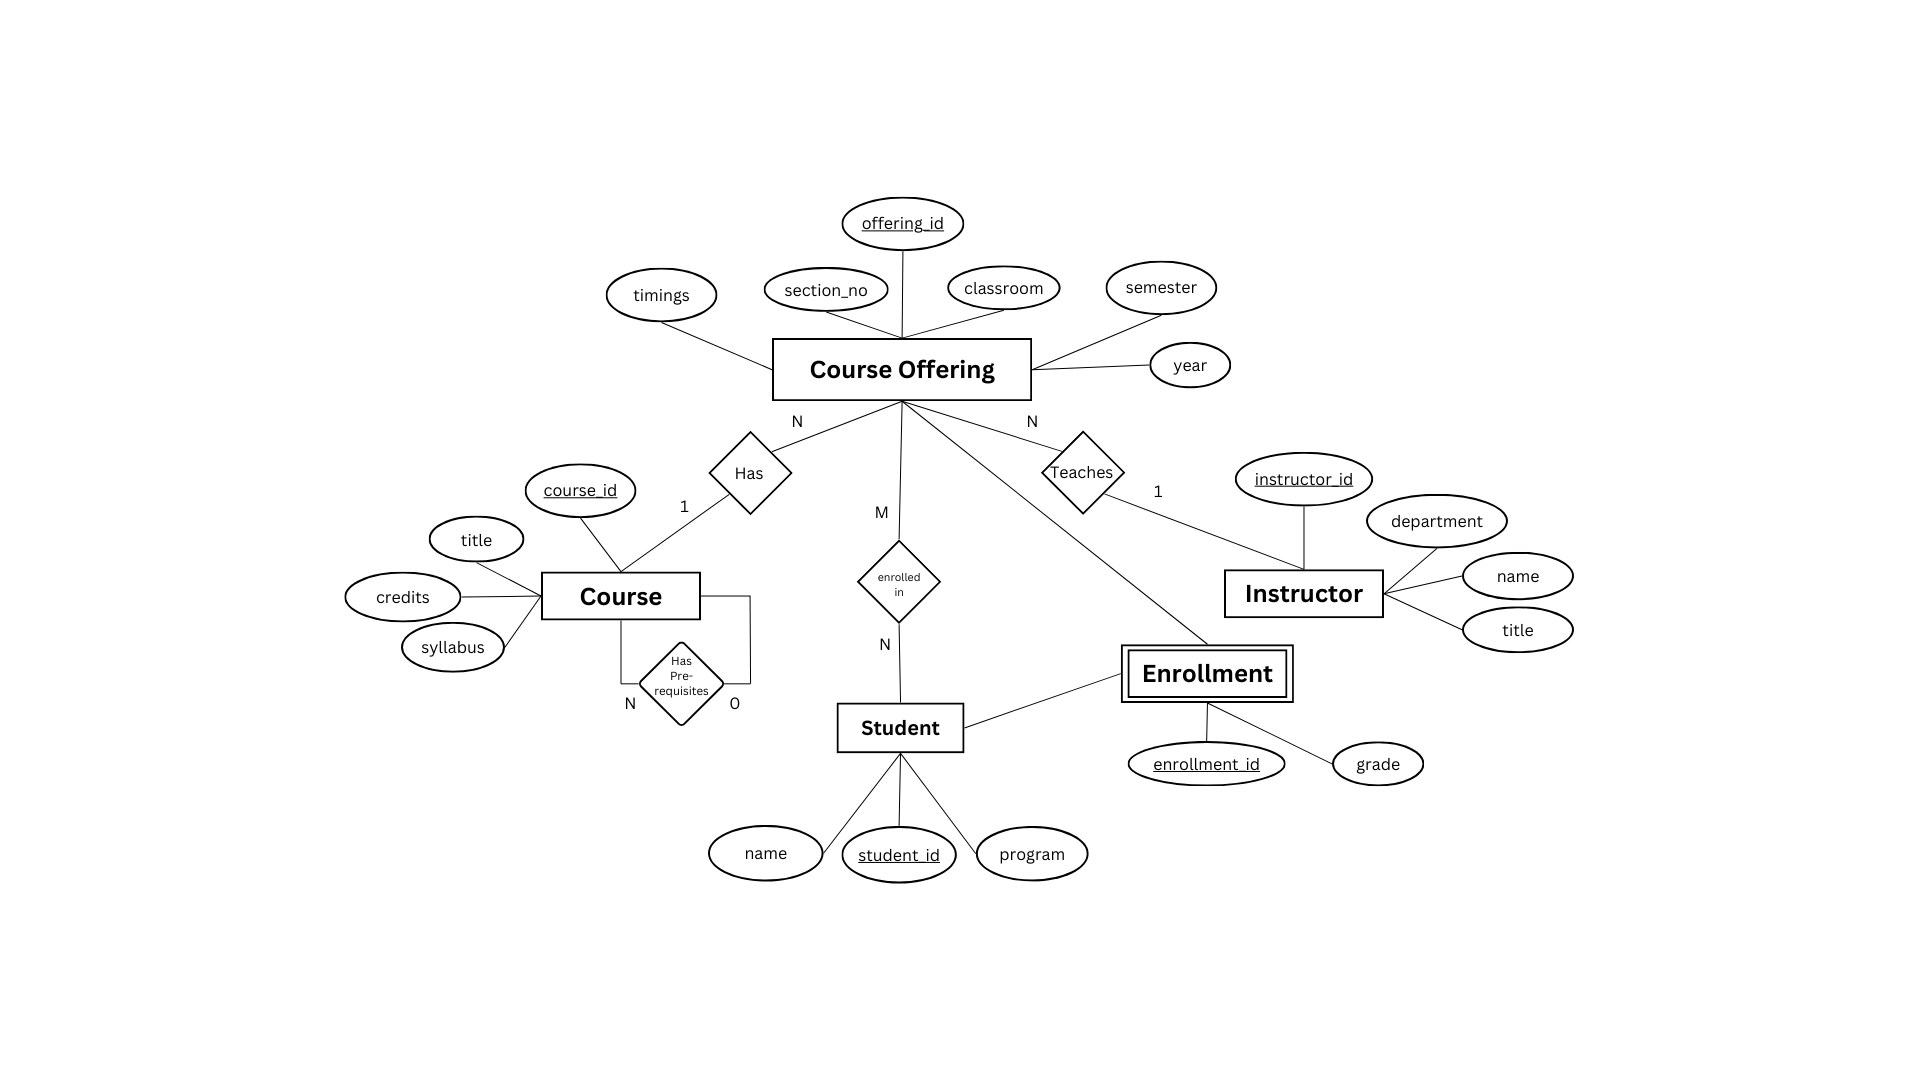 offering_id
timings
section_no
classroom
semester
year
Course Offering
N
N
Has
Teaches
1
1
M
course_id
title
credits
syllabus
Course
Has
Pre-
requisites
N
0
enrolled
in
N
instructor_id
department
name
title
Instructor
Enrollment
enrollment_id
grade
Student
name
student_id
program